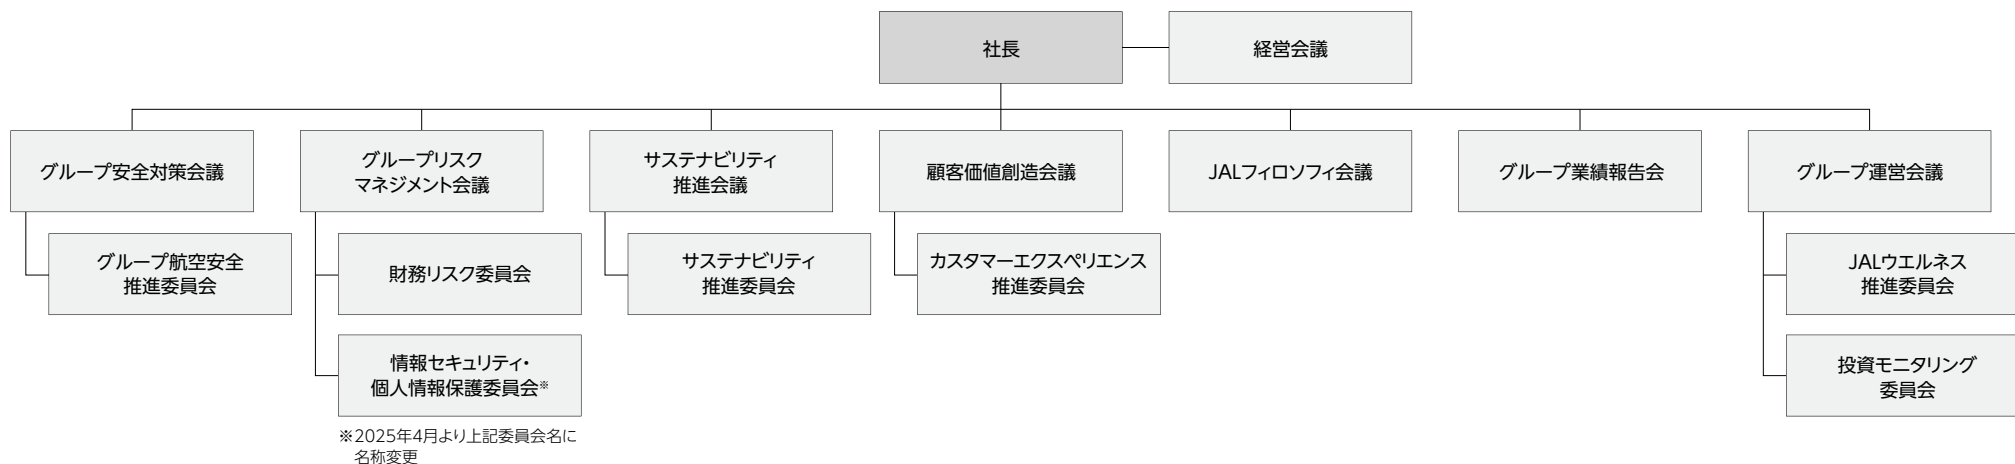 社長
経営会議
グループ安全対策会議
グループリスク
マネジメント会議
サステナビリティ
推進会議
顧客価値創造会議
JALフィロソフィ会議
グループ業績報告会
グループ運営会議
グループ航空安全
推進委員会
財務リスク委員会
サステナビリティ
推進委員会
カスタマーエクスペリエンス
推進委員会
JALウエルネス
推進委員会
情報セキュリティ・
個人情報保護委員会※
投資モニタリング
委員会
※2025年4月より上記委員会名に
名称変更